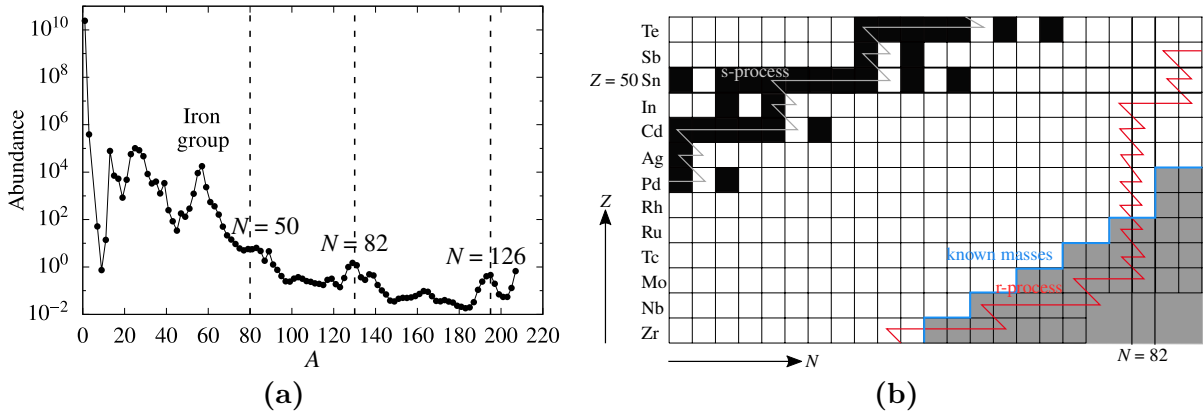 10^10
10^8
10^6
10^4
10^2
10^0
10^−2
Abundance
Iron
group
N = 50
N = 82
N = 126
0 20 40 60 80 100 120 140 160 180 200 220
A
(a)
Te
Sb
Z = 50 Sn
In
Cd
Ag
Pd
Rh
Ru
Tc
Mo
Nb
Zr
Z
s-process
known masses
r-process
N
N = 82
(b)